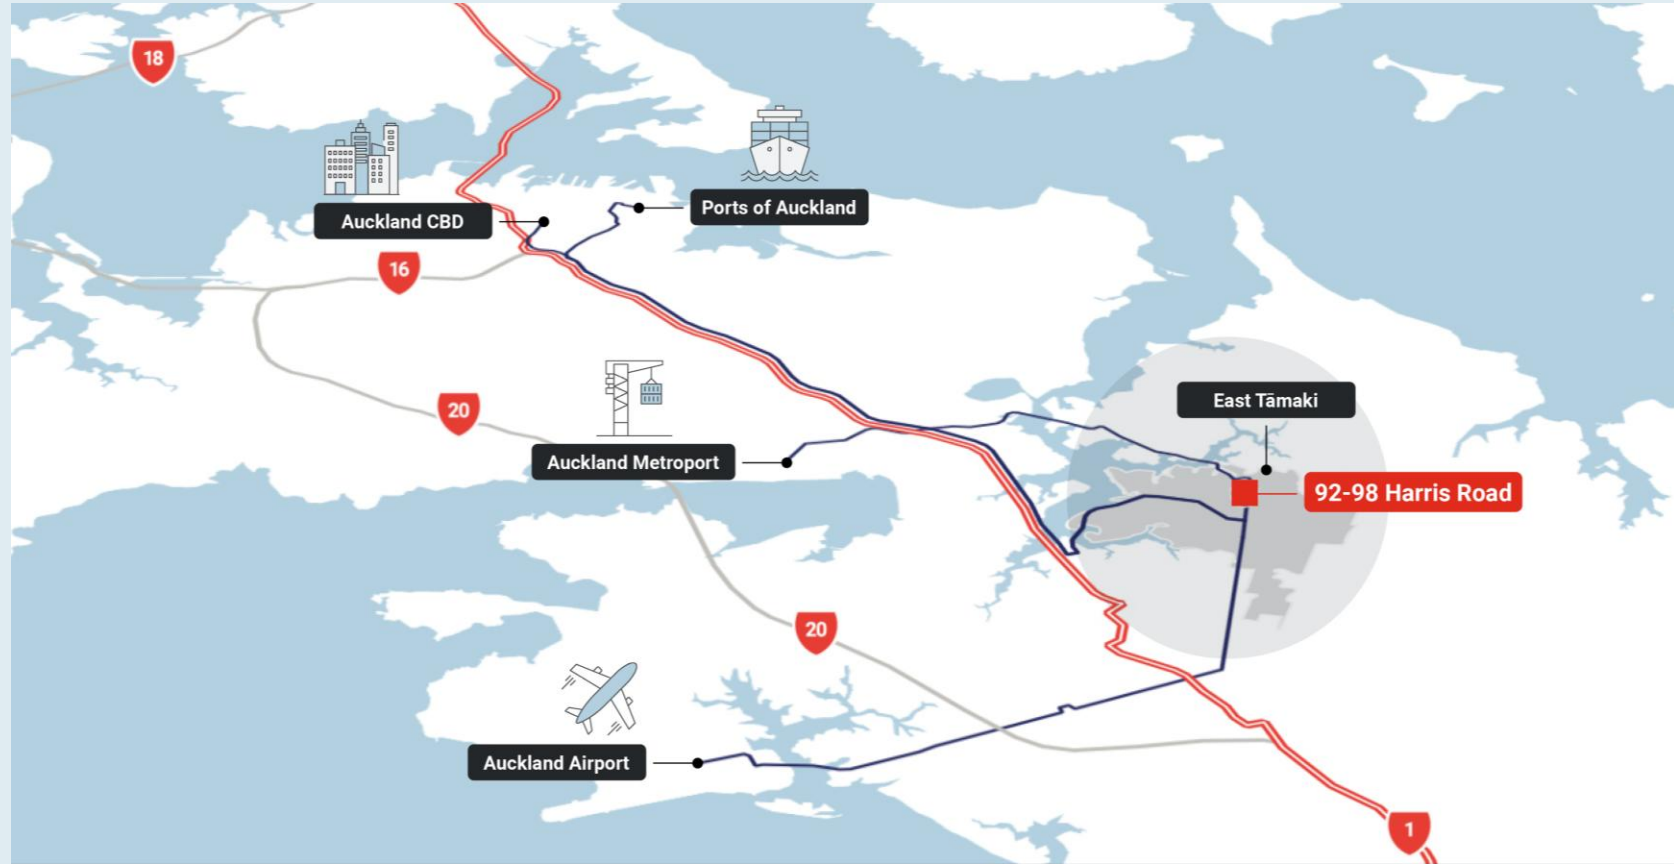 18
Auckland CBD
Ports of Auckland
16
20
East Tāmaki
Auckland Metroport
92-98 Harris Road
20
Auckland Airport
1